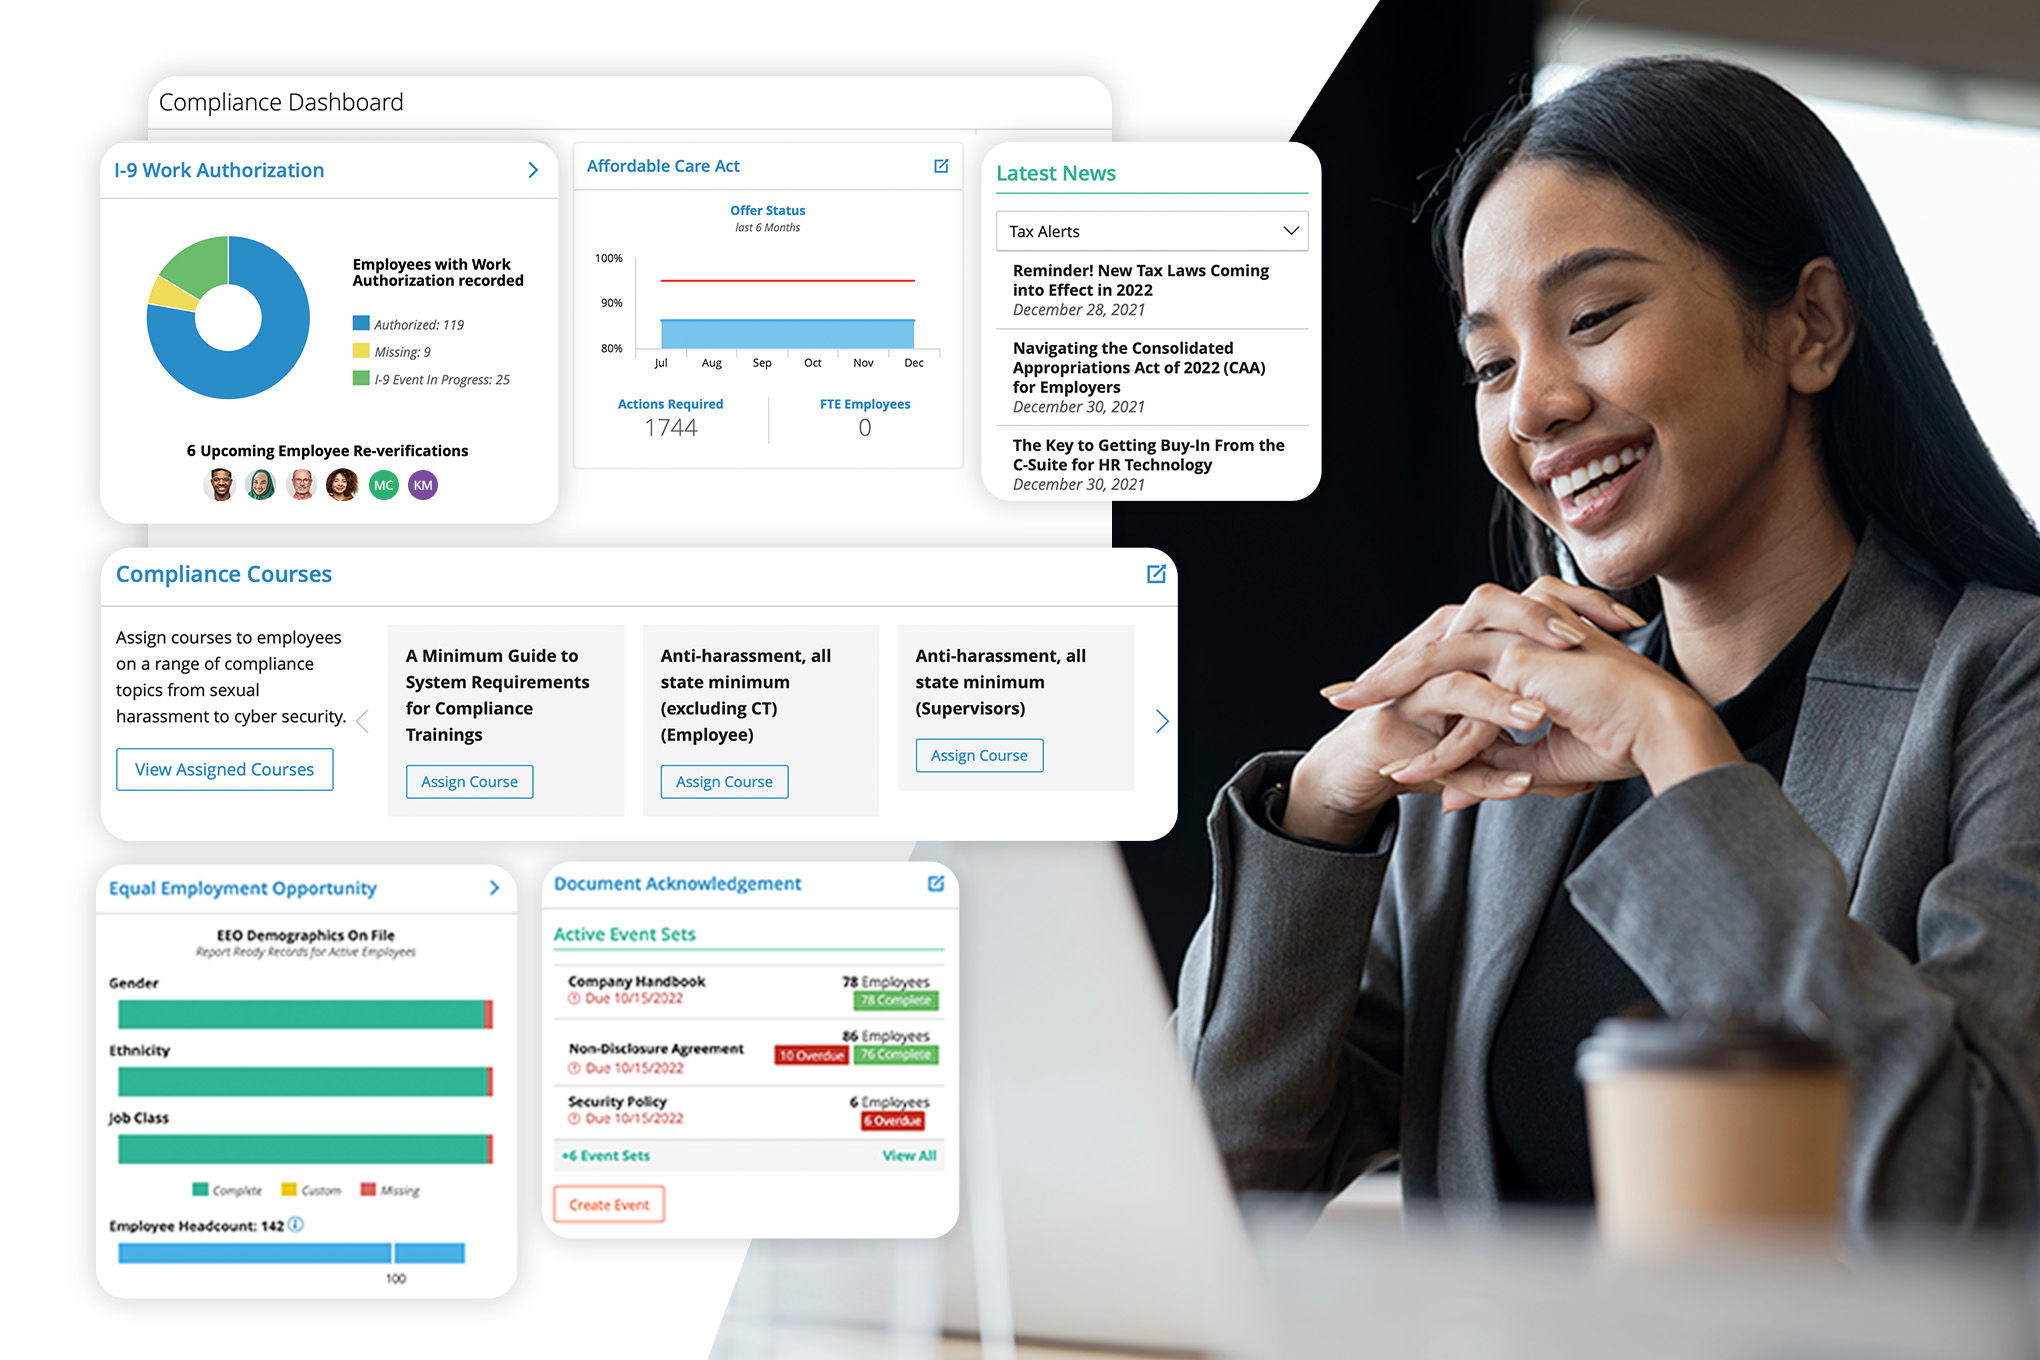 Compliance Dashboard
I-9 Work Authorization
Employees with Work
Authorization recorded
Authorized: 119
Missing: 9
I-9 Event In Progress: 25
6 Upcoming Employee Re-verifications
MC
KM
Affordable Care Act
Offer Status
last 6 Months
100%
90%
80%
Jul Aug Sep Oct Nov Dec
Actions Required
1744
FTE Employees
0
Latest News
Tax Alerts
Reminder! New Tax Laws Coming
into Effect in 2022
December 28, 2021
Navigating the Consolidated
Appropriations Act of 2022 (CAA)
for Employers
December 30, 2021
The Key to Getting Buy-In From the
C-Suite for HR Technology
December 30, 2021
Compliance Courses
Assign courses to employees
on a range of compliance
topics from sexual
harassment to cyber security.
View Assigned Courses
A Minimum Guide to
System Requirements
for Compliance
Trainings
Assign Course
Anti-harassment, all
state minimum
(excluding CT)
(Employee)
Assign Course
Anti-harassment, all
state minimum
(Supervisors)
Assign Course
Equal Employment Opportunity
EEO Demographics On File
Report Ready Records for Active Employees
Gender
Ethnicity
Job Class
Complete Custom Missing
Employee Headcount: 142
100
Document Acknowledgement
Active Event Sets
Company Handbook
Due 10/15/2022
78 Employees
78 Complete
Non-Disclosure Agreement
Due 10/15/2022
86 Employees
10 Overdue 76 Complete
Security Policy
Due 10/15/2022
6 Employees
6 Overdue
+6 Event Sets View All
Create Event